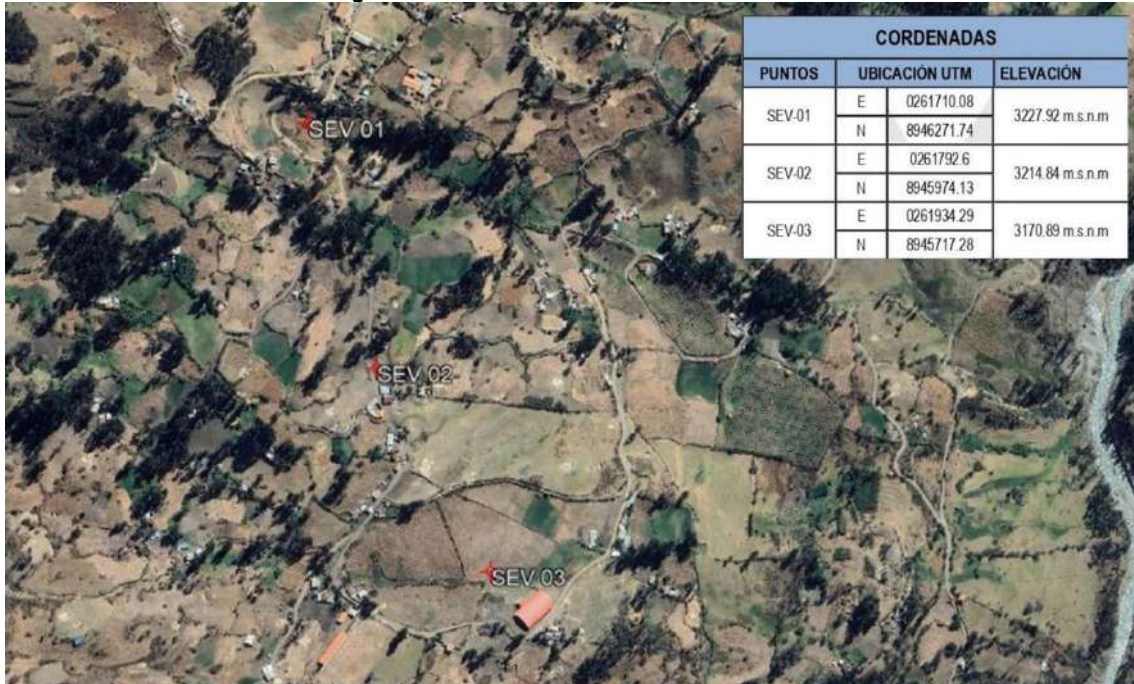 CORDENADAS
PUNTOS UBICACIÓN UTM ELEVACIÓN
SEV-01 E 0261710.08 3227.92 m.s.n.m
N 8946271.74
SEV-02 E 0261792.6 3214.84 m.s.n.m
N 8945974.13
SEV-03 E 0261934.29 3170.89 m.s.n.m
N 8945717.28
SEV 01
SEV 02
SEV 03